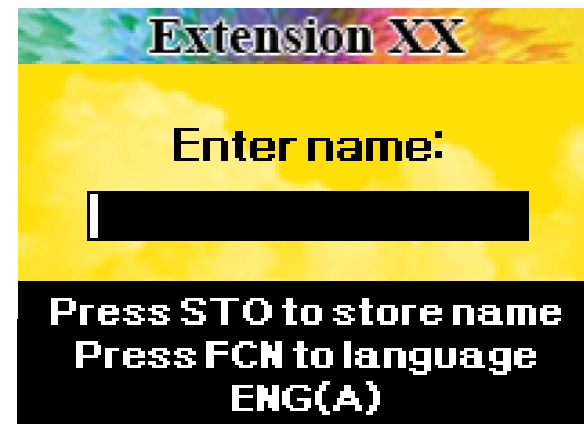 Extension XX
Enter name:
Press STO to store name
Press FCN to language
ENG(A)